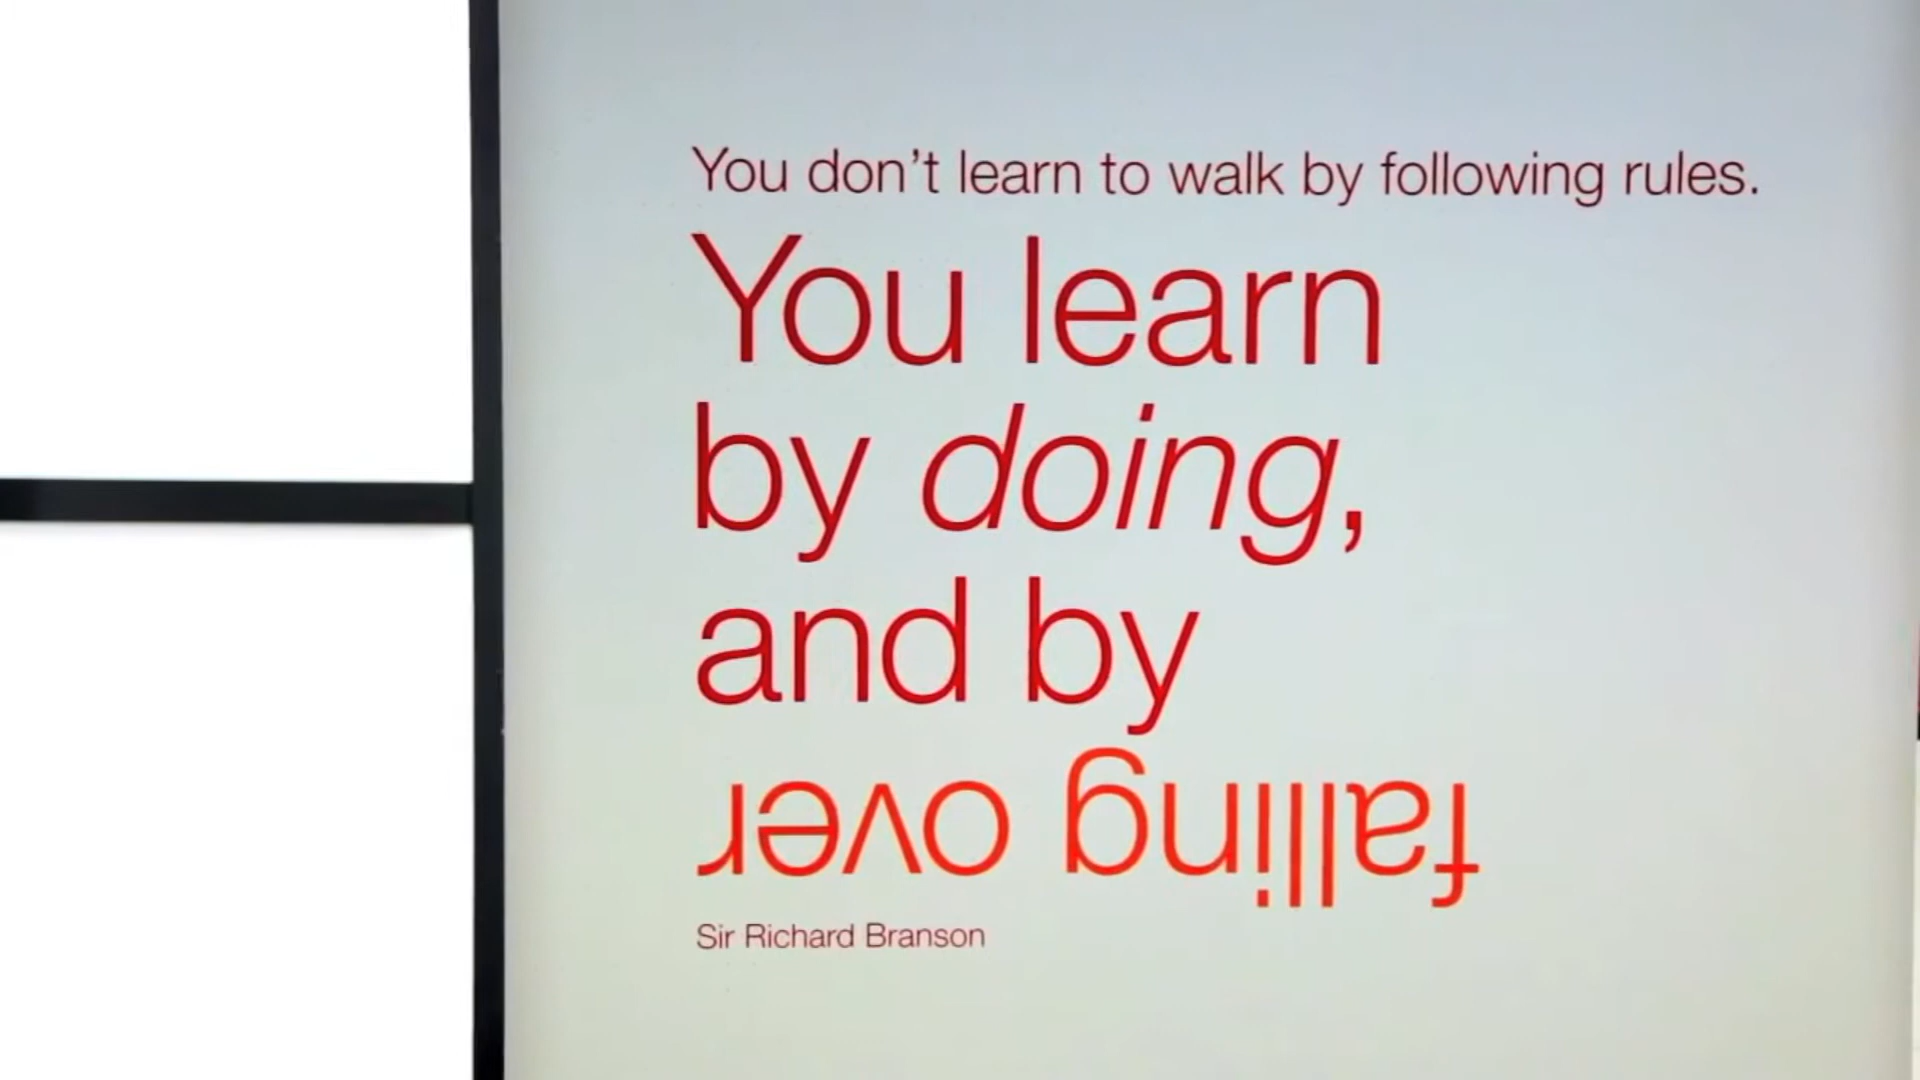 You don't learn to walk by following rules.
You learn
by doing,
and by
falling over
Sir Richard Branson